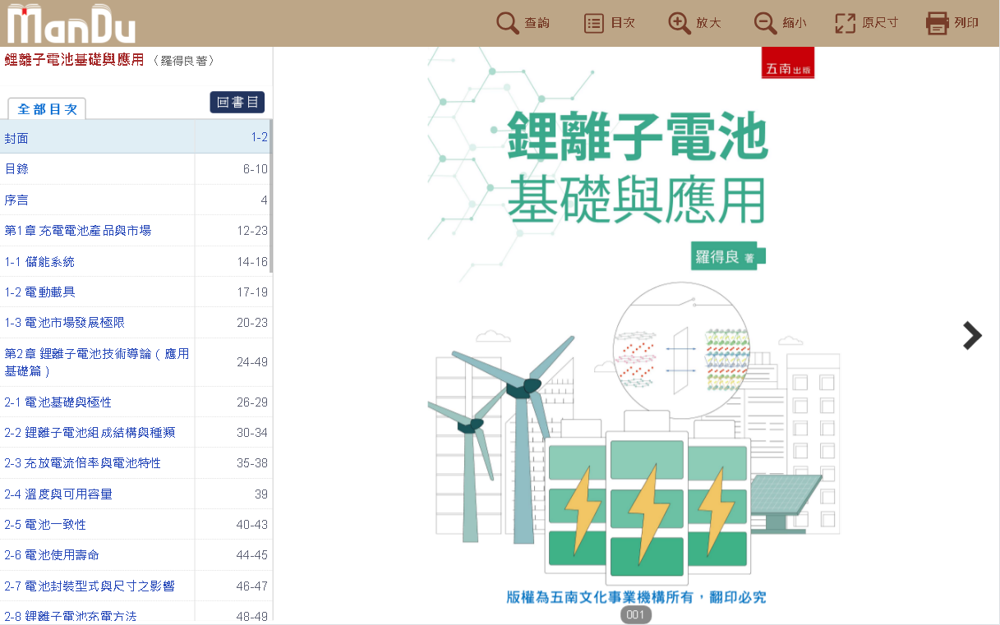 ManDu
查詢
目次
放大
縮小
原尺寸
列印
鋰離子電池基礎與應用 （羅得良著）
全部目次
回書目
封面 1-2
目錄 6-10
序言 4
第1章 充電電池產品與市場 12-23
1-1 儲能系統 14-16
1-2 電動載具 17-19
1-3 電池市場發展極限 20-23
第2章 鋰離子電池技術導論（應用
基礎篇） 24-49
2-1 電池基礎與極性 26-29
2-2 鋰離子電池組成結構與種類 30-34
2-3 充放電流倍率與電池特性 35-38
2-4 溫度與可用容量 39
2-5 電池一致性 40-43
2-6 電池使用壽命 44-45
2-7 電池封裝型式與尺寸之影響 46-47
2-8 鋰離子電池充電方法 48-49
五南出版
鋰離子電池
基礎與應用
羅得良 著
版權為五南文化事業機構所有，翻印必究
001